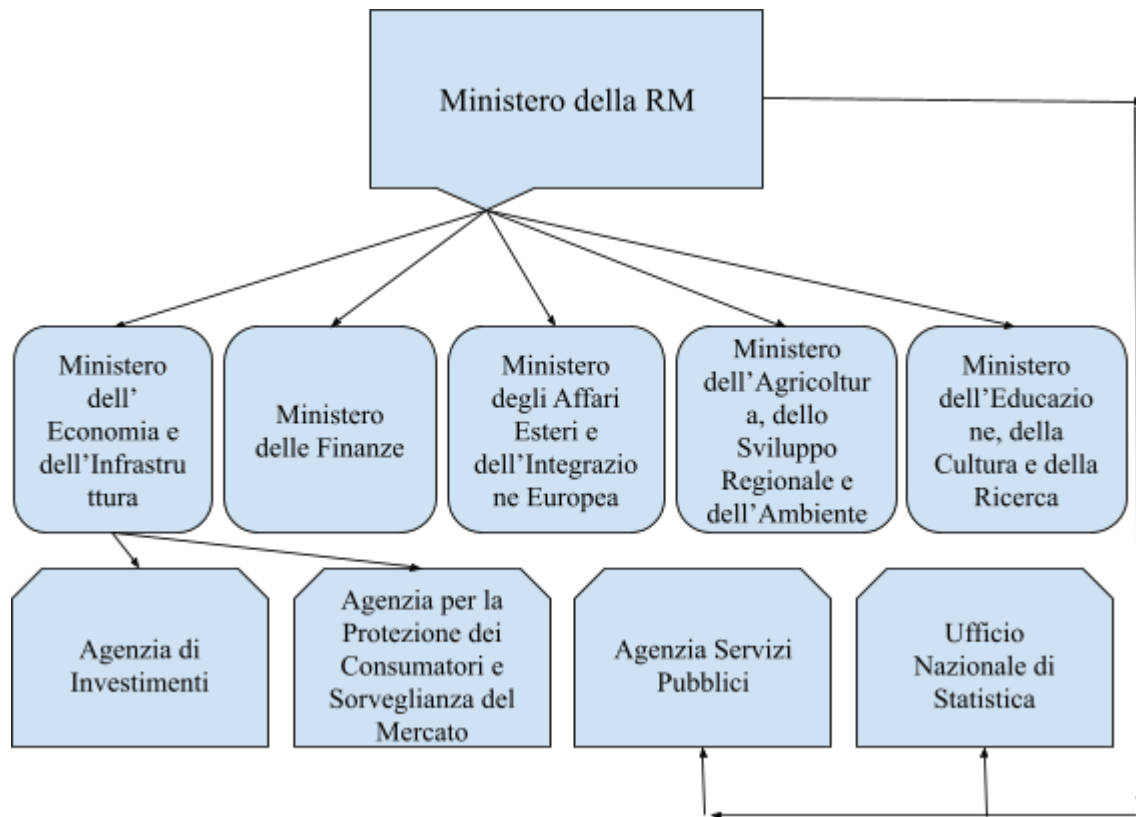 Ministero della RM
Ministero
dell’
Economia e
dell’Infrastru
ttura
Ministero
delle Finanze
Ministero
degli Affari
Esteri e
dell’Integrazio
ne Europea
Ministero
dell’Agricoltur
a, dello
Sviluppo
Regionale e
dell’Ambiente
Ministero
dell’Educazio
ne, della
Cultura e della
Ricerca
Agenzia di
Investimenti
Agenzia per la
Protezione dei
Consumatori e
Sorveglianza del
Mercato
Agenzia Servizi
Pubblici
Ufficio
Nazionale di
Statistica